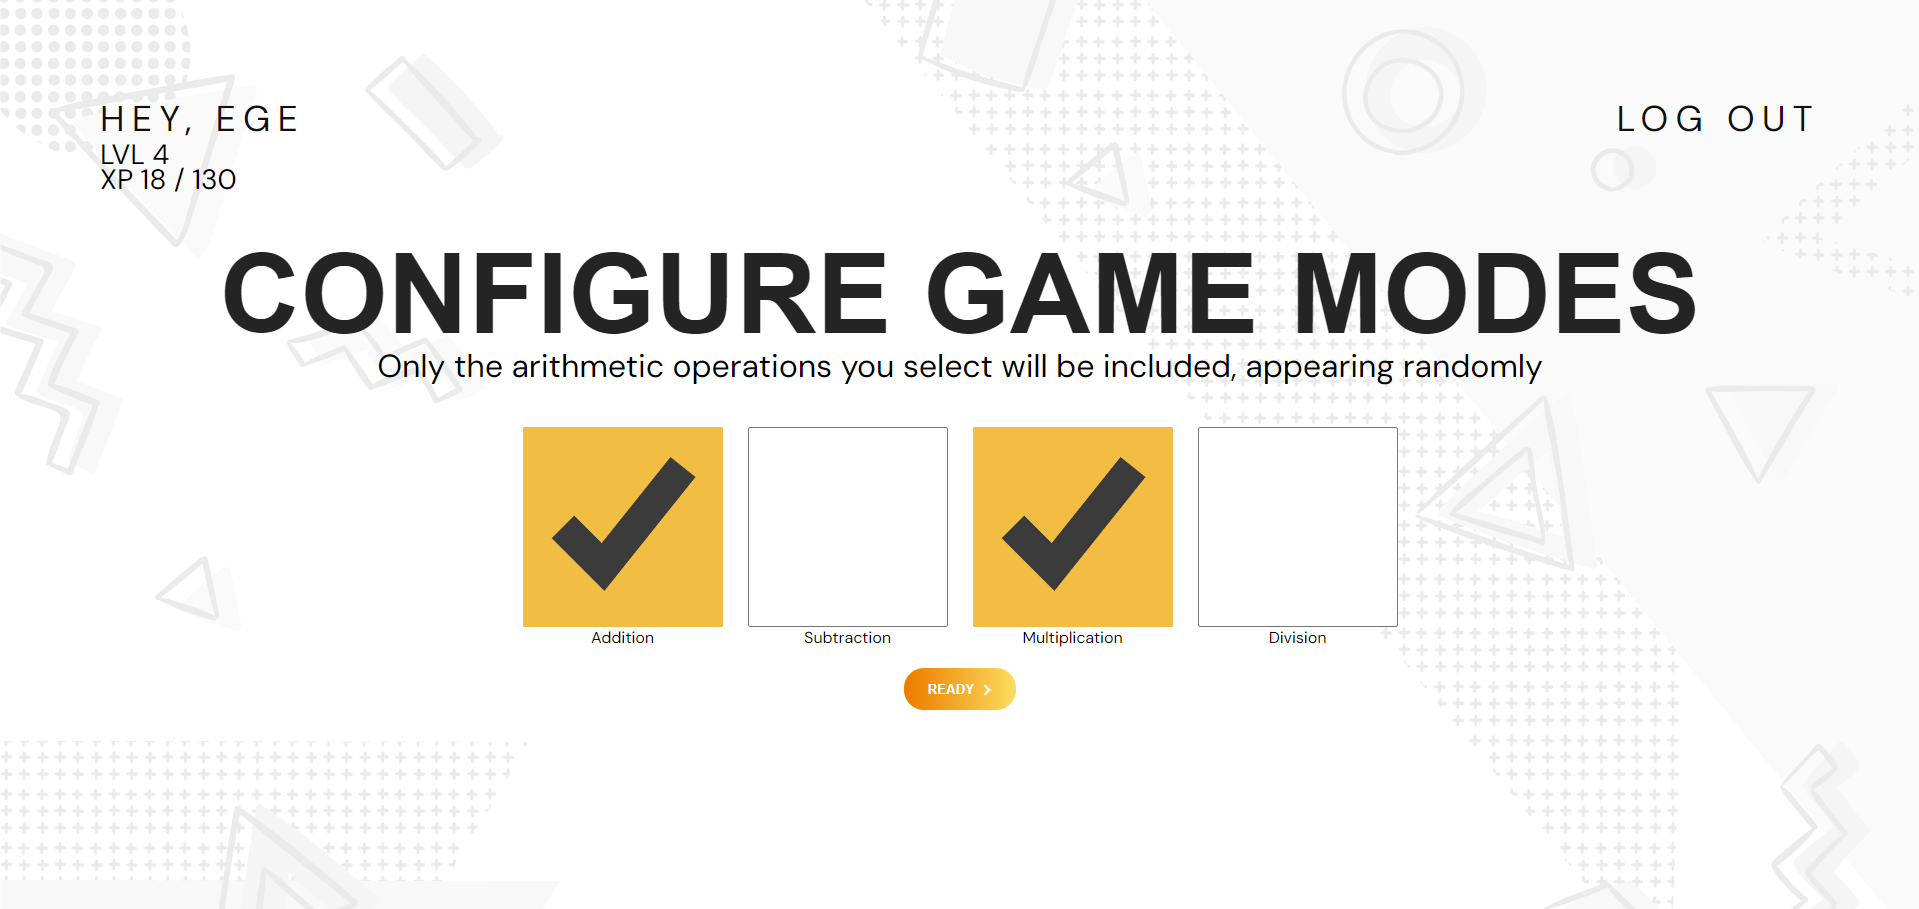 HEY, EGE
LOG OUT
LVL 4
XP 18 / 130
CONFIGURE GAME MODES
Only the arithmetic operations you select will be included, appearing randomly
Addition
Subtraction
Multiplication
Division
READY